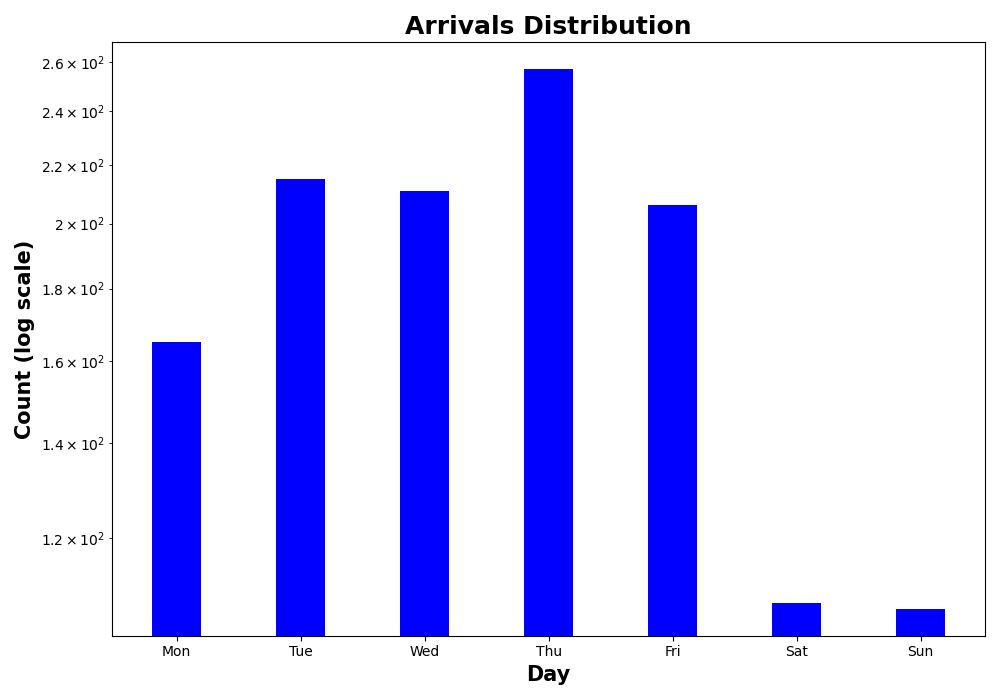 Arrivals Distribution
Count (log scale)
2.6 × 10²
2.4 × 10²
2.2 × 10²
2 × 10²
1.8 × 10²
1.6 × 10²
1.4 × 10²
1.2 × 10²
Mon Tue Wed Thu Fri Sat Sun
Day